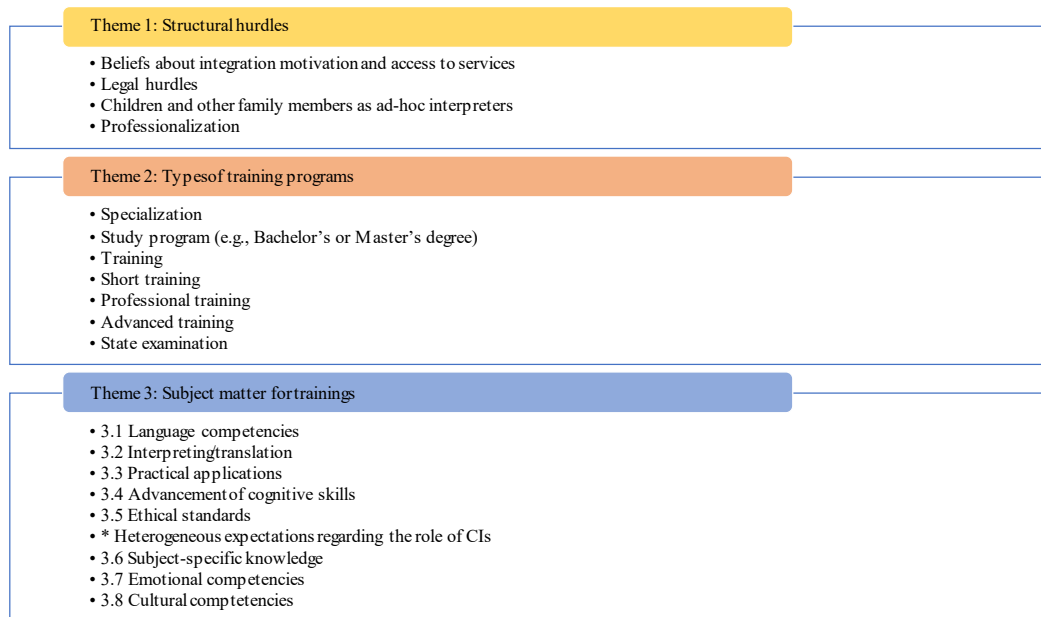 Theme 1: Structural hurdles
• Beliefs about integration motivation and access to services
• Legal hurdles
• Children and other family members as ad-hoc interpreters
• Professionalization
Theme 2: Types of training programs
• Specialization
• Study program (e.g., Bachelor's or Master's degree)
• Training
• Short training
• Professional training
• Advanced training
• State examination
Theme 3: Subject matter for trainings
• 3.1 Language competencies
• 3.2 Interpreting/translation
• 3.3 Practical applications
• 3.4 Advancement of cognitive skills
• 3.5 Ethical standards
• * Heterogeneous expectations regarding the role of CIs
• 3.6 Subject-specific knowledge
• 3.7 Emotional competencies
• 3.8 Cultural comptetencies